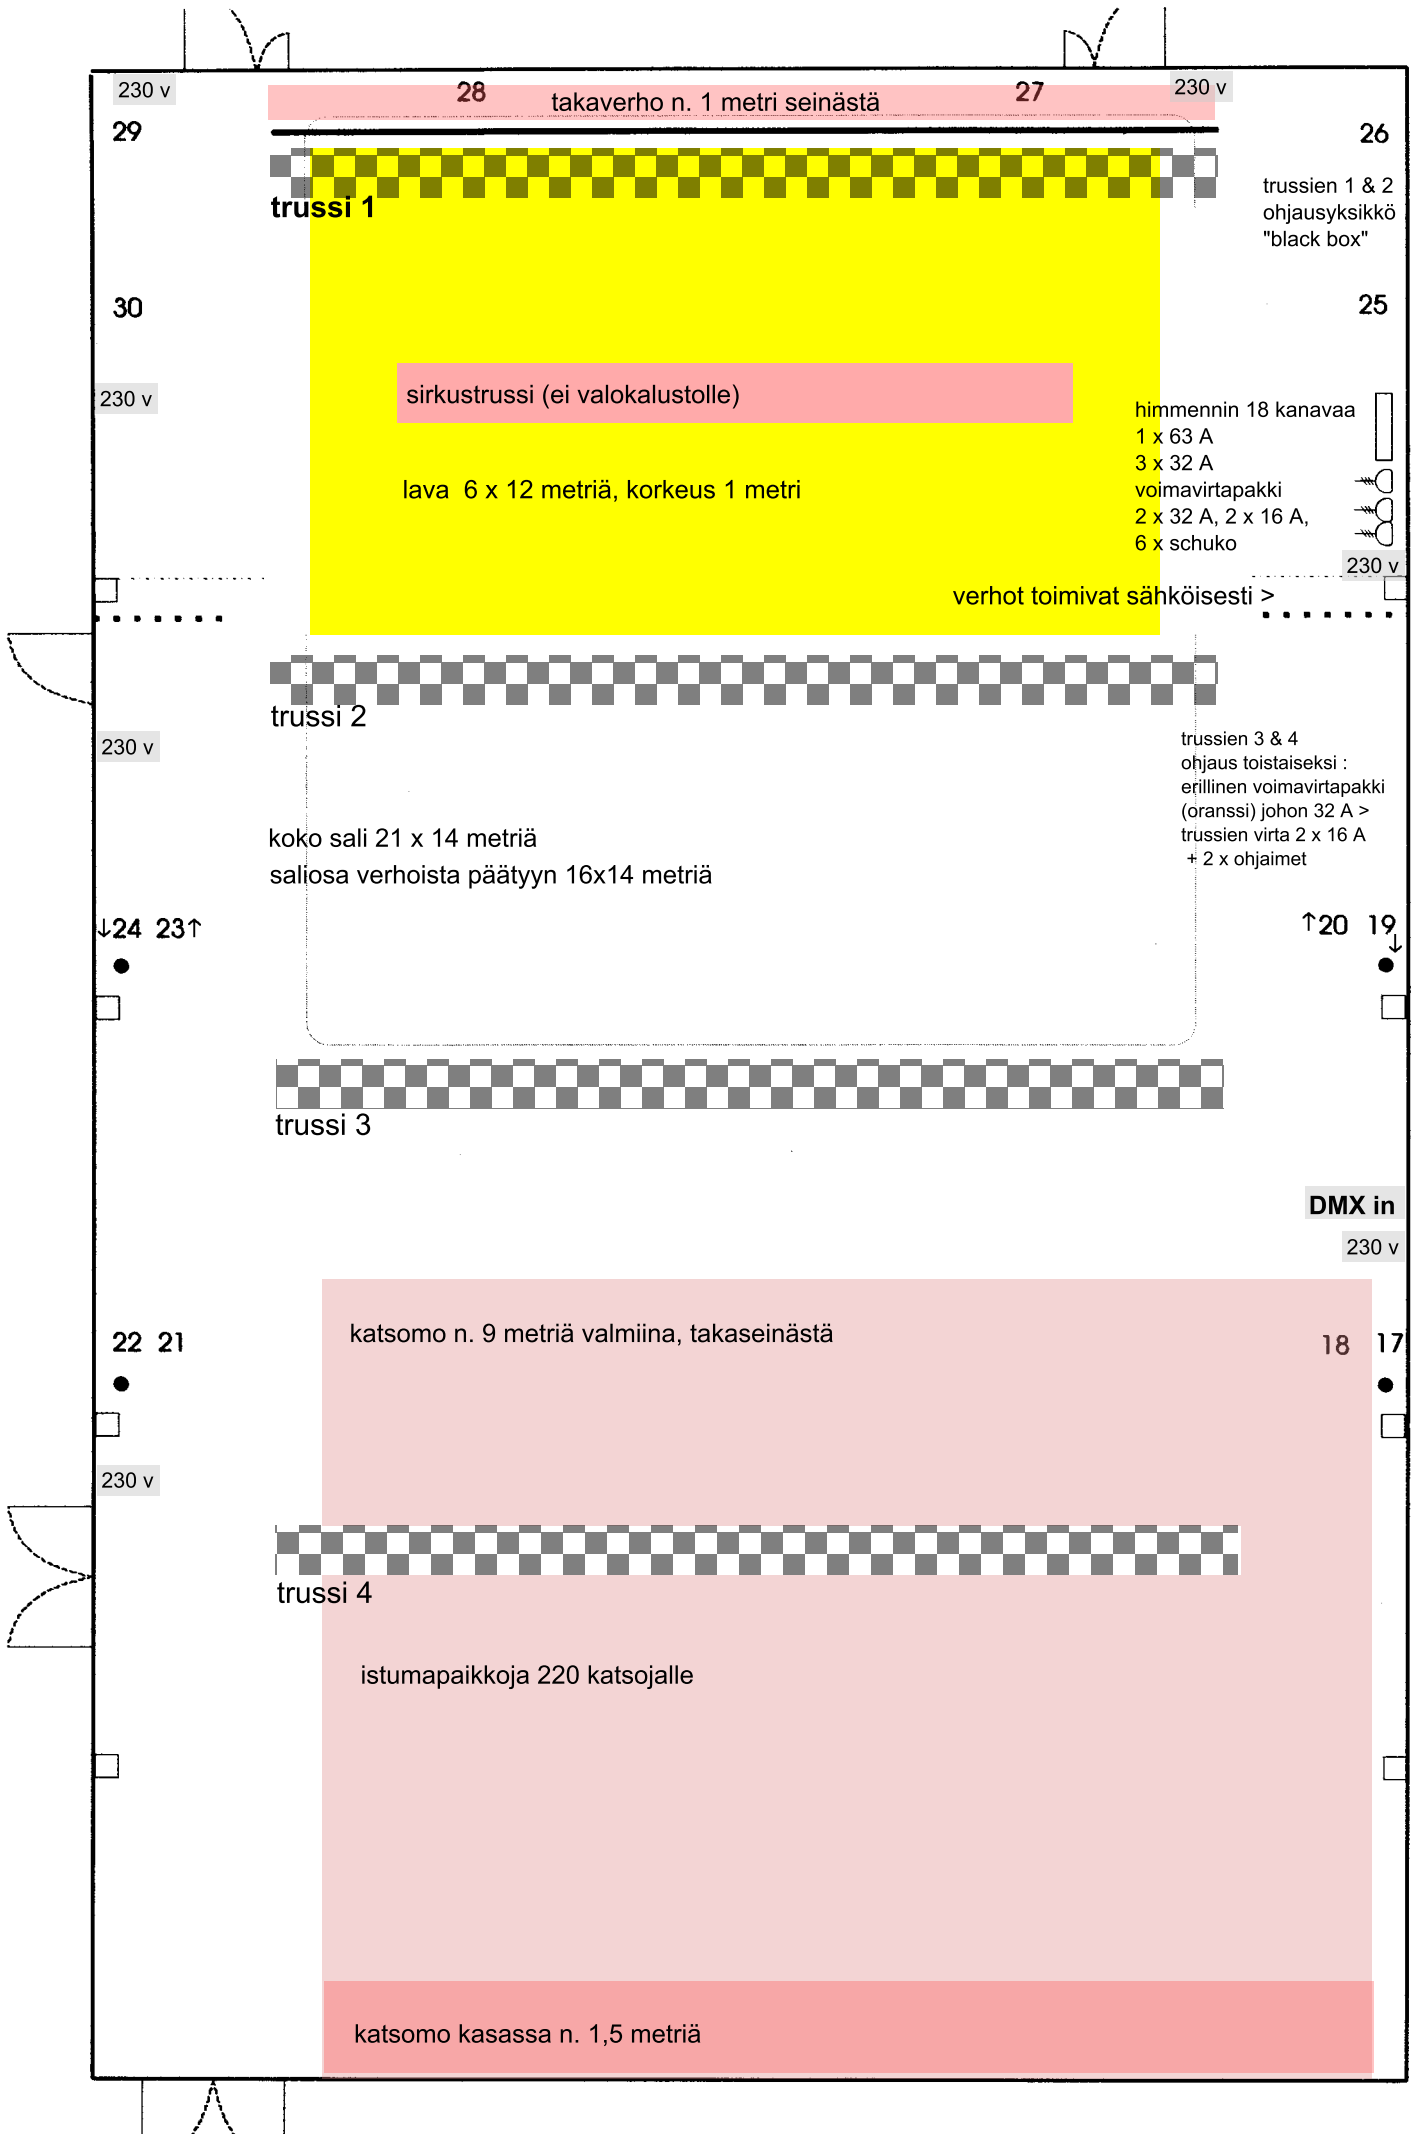 230 v
28
takaverho n. 1 metri seinästä
27
230 v
29
26
trussi 1
trussien 1 & 2
ohjausyksikkö
"black box"
30
25
230 v
sirkustrussi (ei valokalustolle)
himmennin 18 kanavaa
1 x 63 A
3 x 32 A
voimavirtapakki
2 x 32 A, 2 x 16 A,
6 x schuko
lava  6 x 12 metriä, korkeus 1 metri
230 v
verhot toimivat sähköisesti >
trussi 2
230 v
trussien 3 & 4
ohjaus toistaiseksi :
erillinen voimavirtapakki
(oranssi) johon 32 A >
trussien virta 2 x 16 A
+ 2 x ohjaimet
koko sali 21 x 14 metriä
saliosa verhoista päätyyn 16x14 metriä
↓24 23↑
↑20 19↓
trussi 3
DMX in
230 v
katsomo n. 9 metriä valmiina, takaseinästä
22 21
18 17
230 v
trussi 4
istumapaikkoja 220 katsojalle
katsomo kasassa n. 1,5 metriä